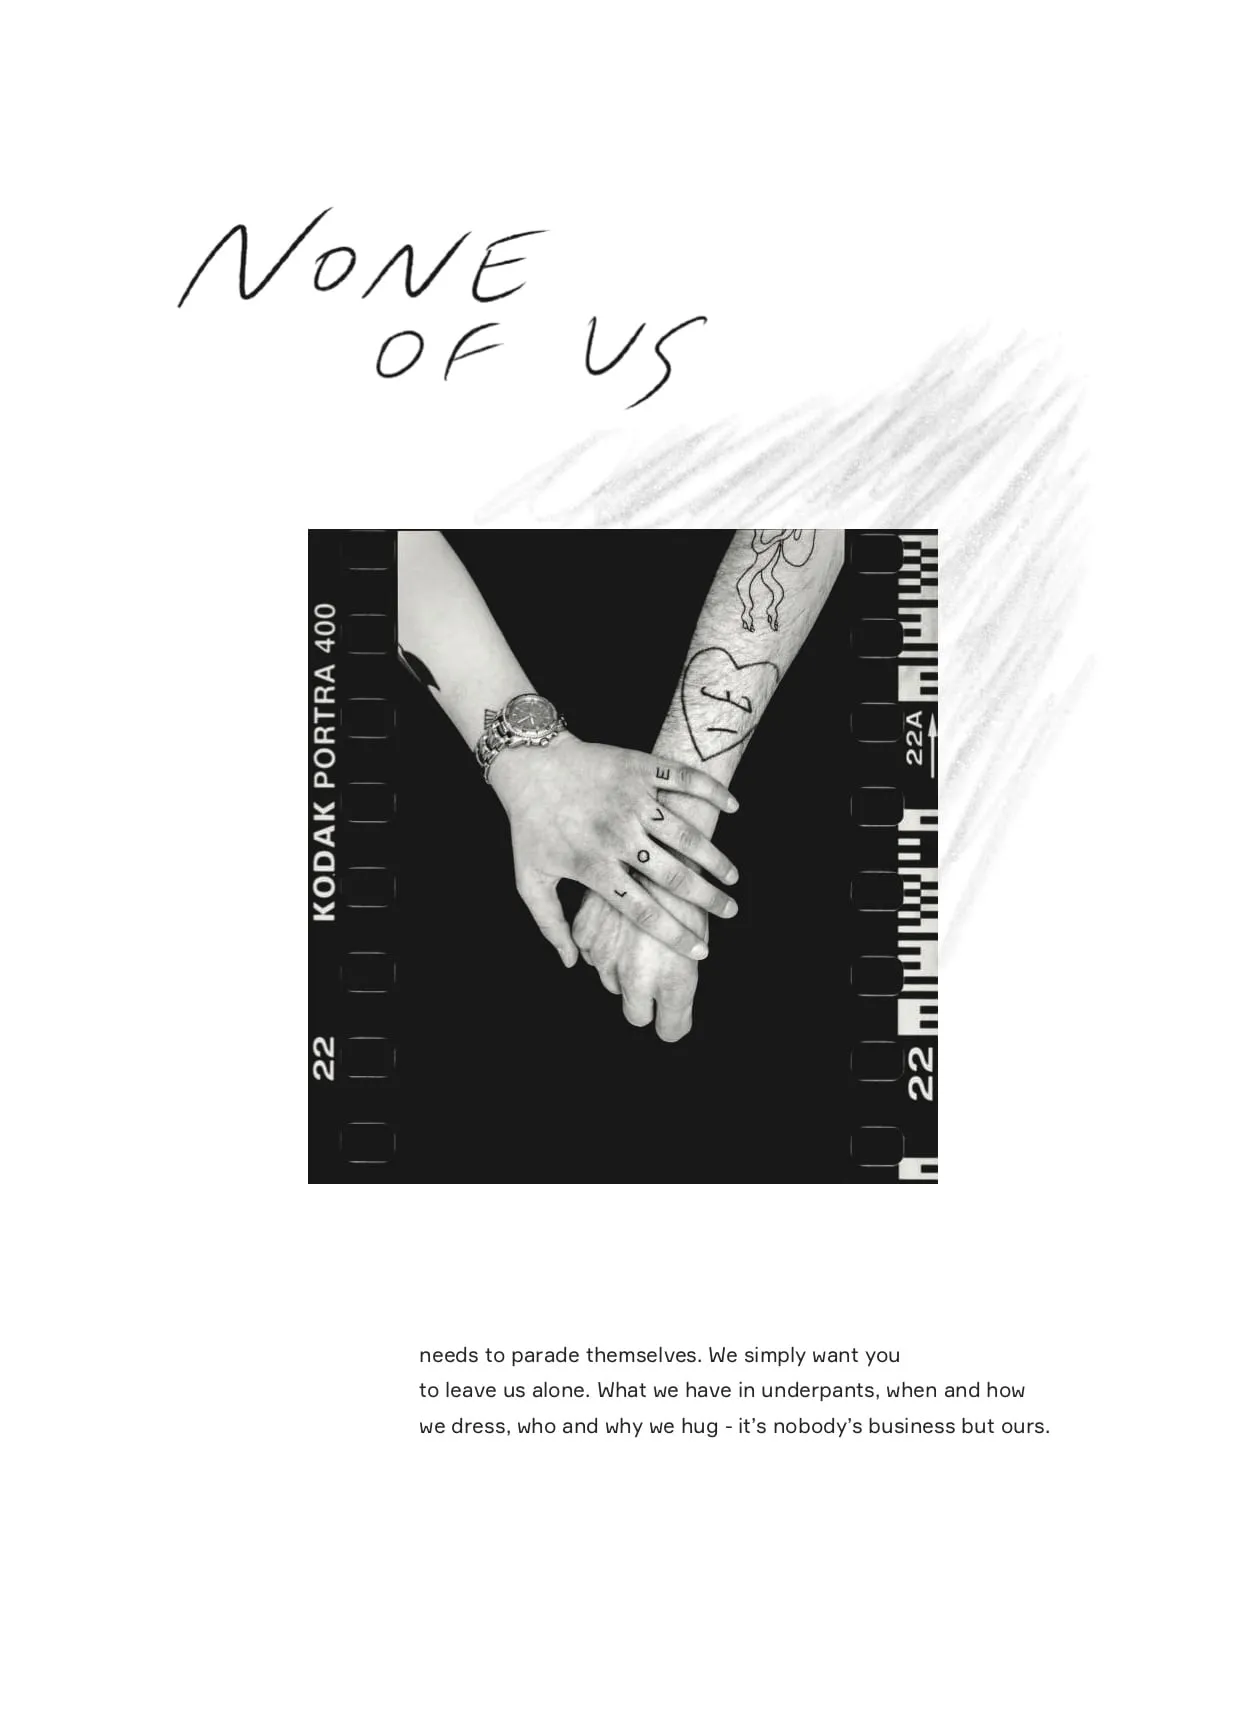 NONE
OF US
KODAK PORTRA 400
22
22A
22
IE
LOVE
needs to parade themselves. We simply want you
to leave us alone. What we have in underpants, when and how
we dress, who and why we hug - it's nobody's business but ours.